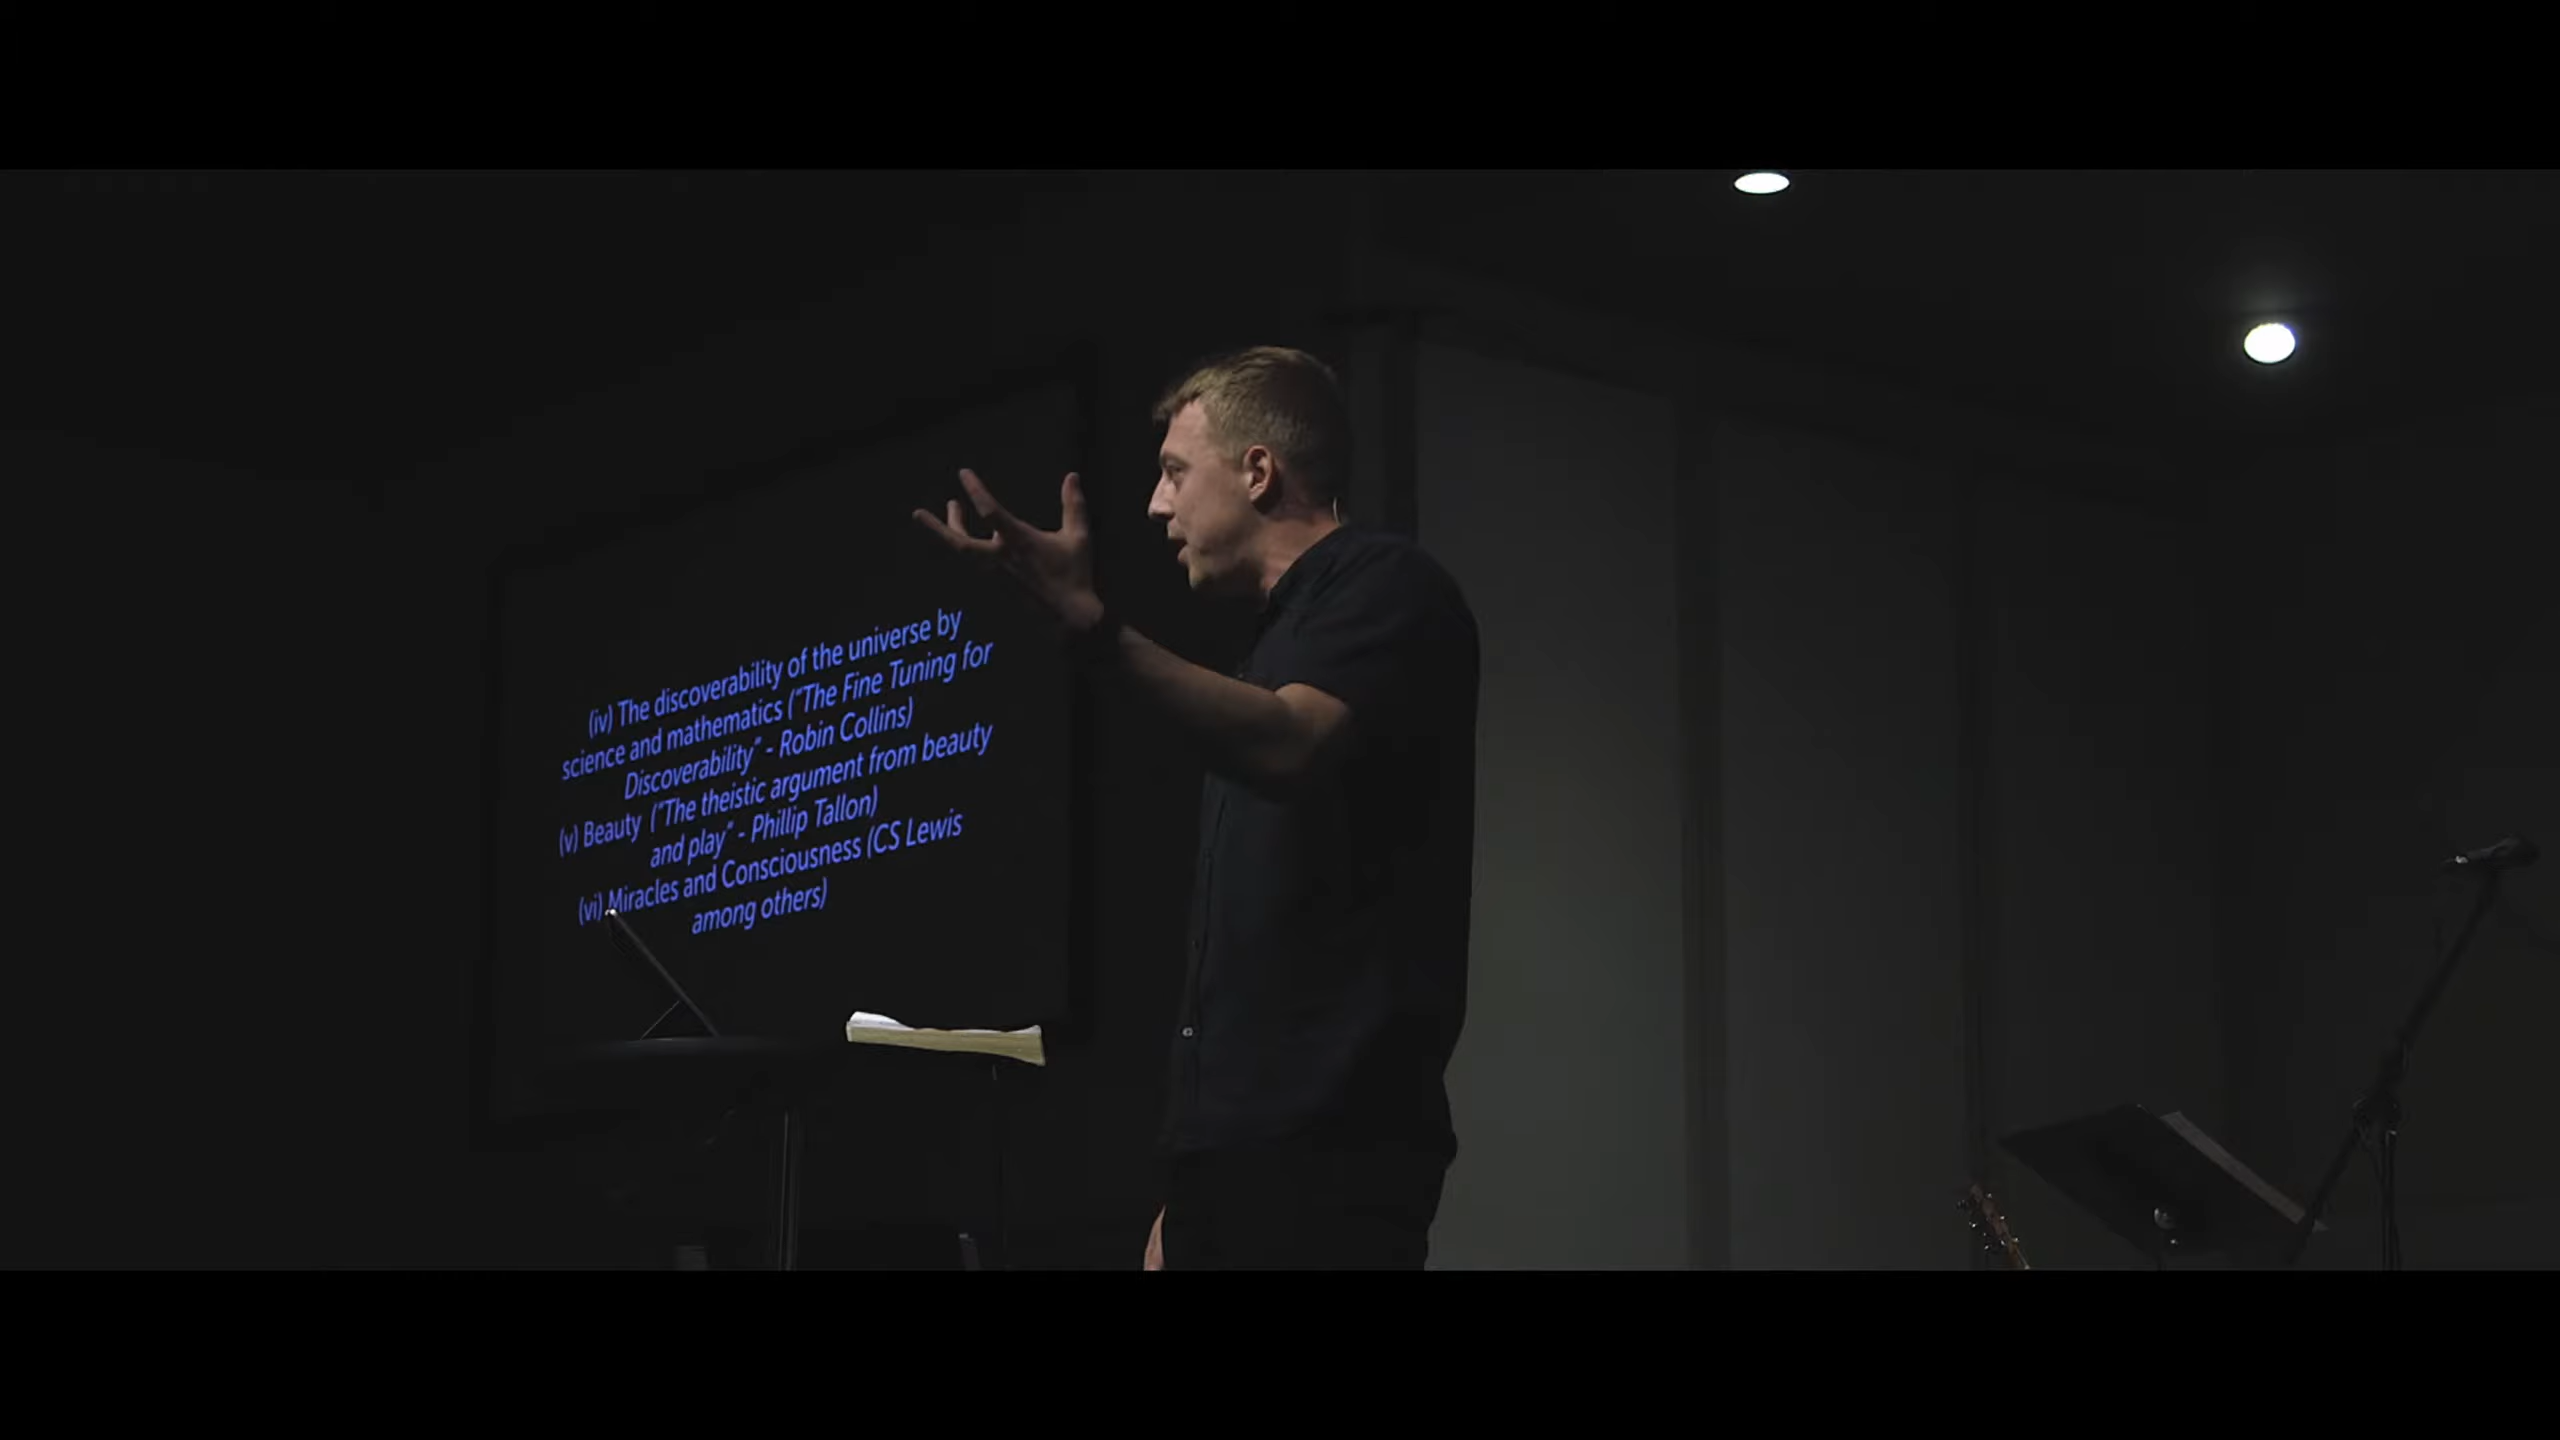 (iv) The discoverability of the universe by
science and mathematics ("The Fine Tuning for
Discoverability" - Robin Collins)
(v) Beauty ("The theistic argument from beauty
and play" - Phillip Tallon)
(vi) Miracles and Consciousness (CS Lewis
among others)